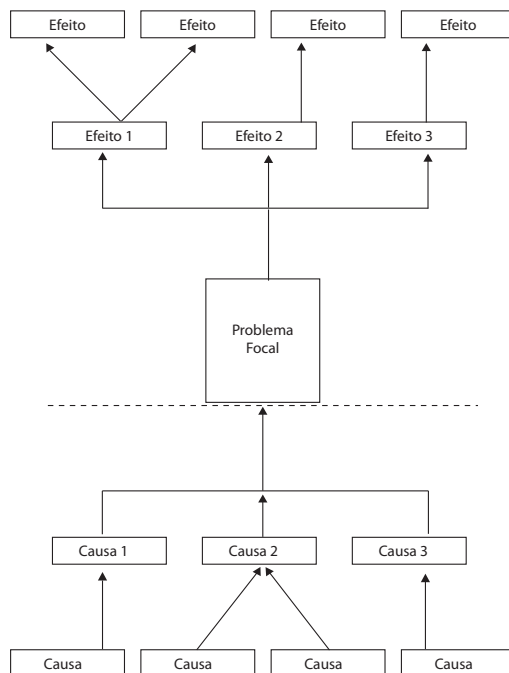 Efeito
Efeito
Efeito
Efeito
Efeito 1
Efeito 2
Efeito 3
Problema
Focal
Causa 1
Causa 2
Causa 3
Causa
Causa
Causa
Causa